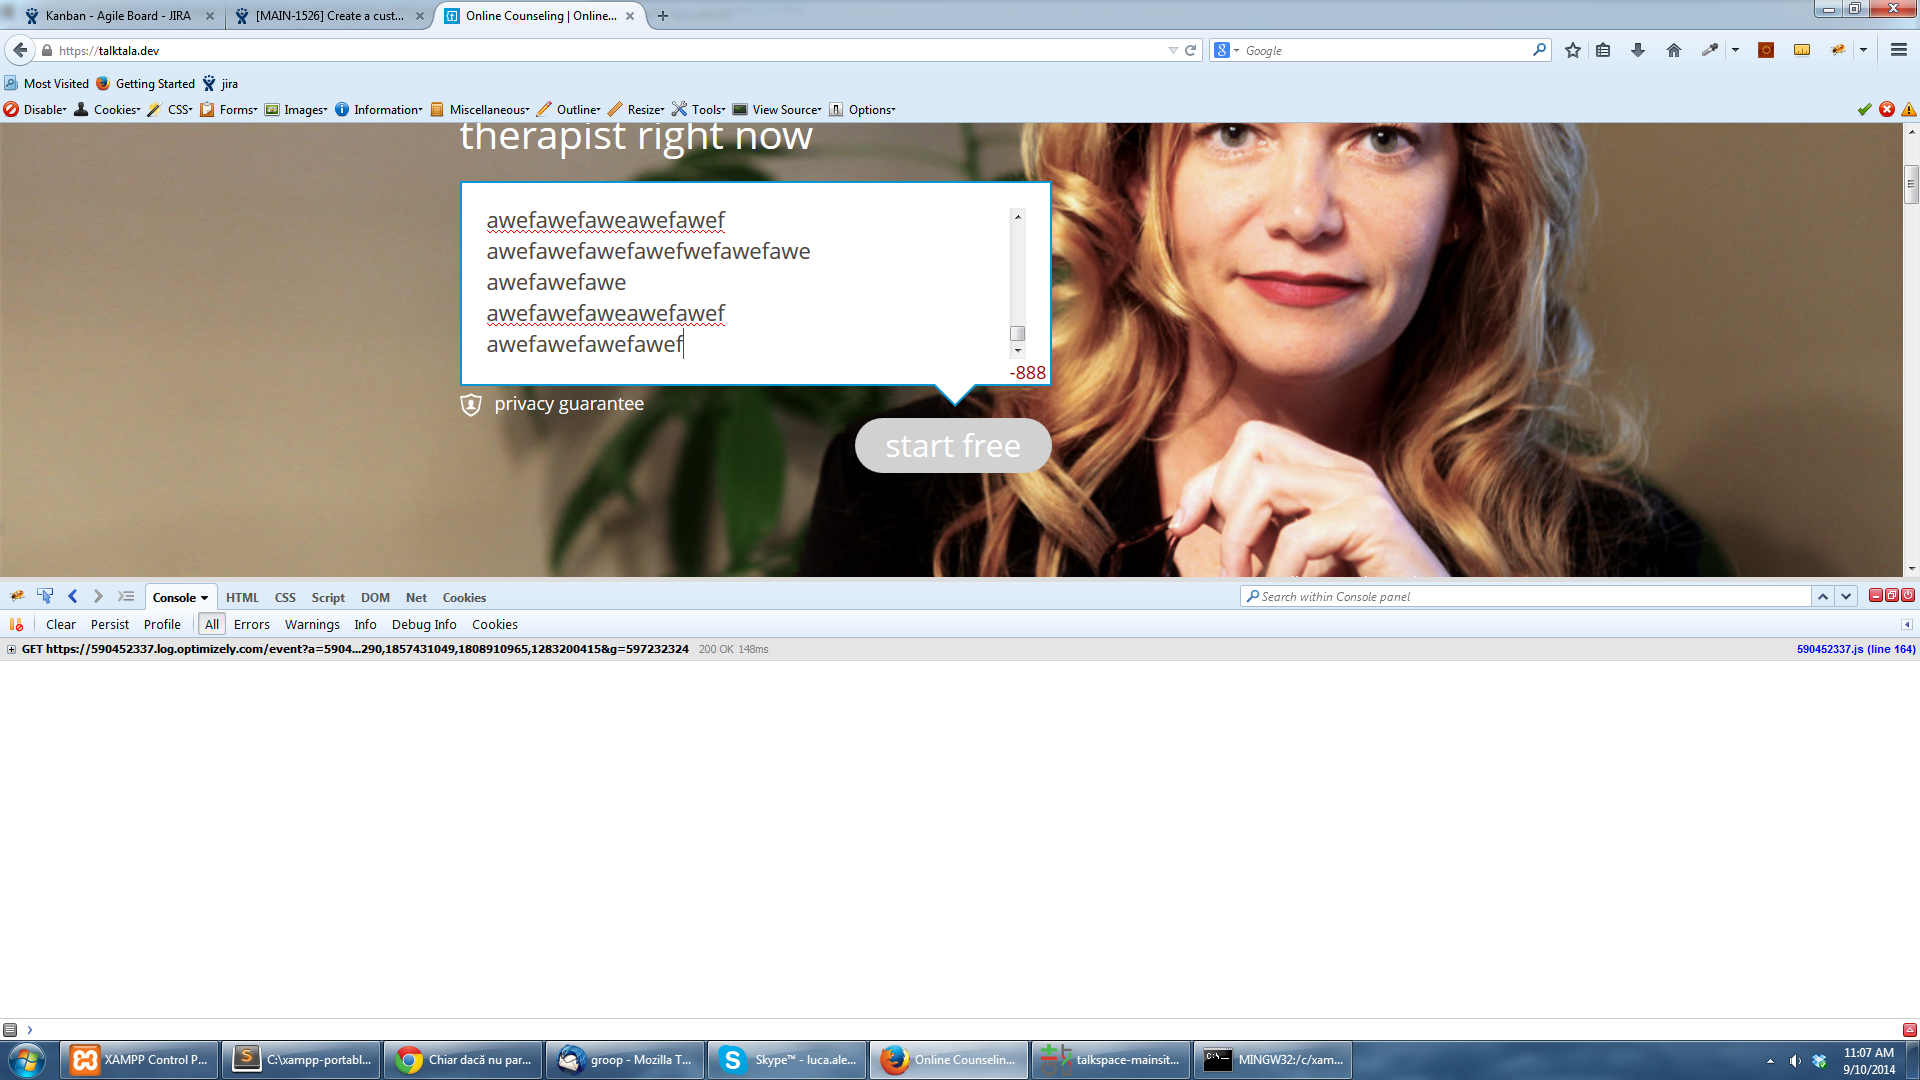 Kanban - Agile Board - JIRA
[MAIN-1526] Create a cust...
Online Counseling | Online...
https://talktala.dev
Google
Most Visited
Getting Started
jira
Disable
Cookies
CSS
Forms
Images
Information
Miscellaneous
Outline
Resize
Tools
View Source
Options
therapist right now
awefawefaweawefawef
awefawefawefawefwefawefawe
awefawefawe
awefawefaweawefawef
awefawefawefawef
-888
privacy guarantee
start free
Console
HTML
CSS
Script
DOM
Net
Cookies
Search within Console panel
Clear
Persist
Profile
All
Errors
Warnings
Info
Debug Info
Cookies
GET https://590452337.log.optimizely.com/event?a=5904...290,1857431049,1808910965,1283200415&g=597232324 200 OK 148ms
590452337.js (line 164)
XAMPP Control P...
C:\xampp-portabl...
Chiar dacă nu par...
groop - Mozilla T...
Skype™ - luca.ale...
Online Counselin...
talkspace-mainsit...
MINGW32:/c/xam...
11:07 AM
9/10/2014